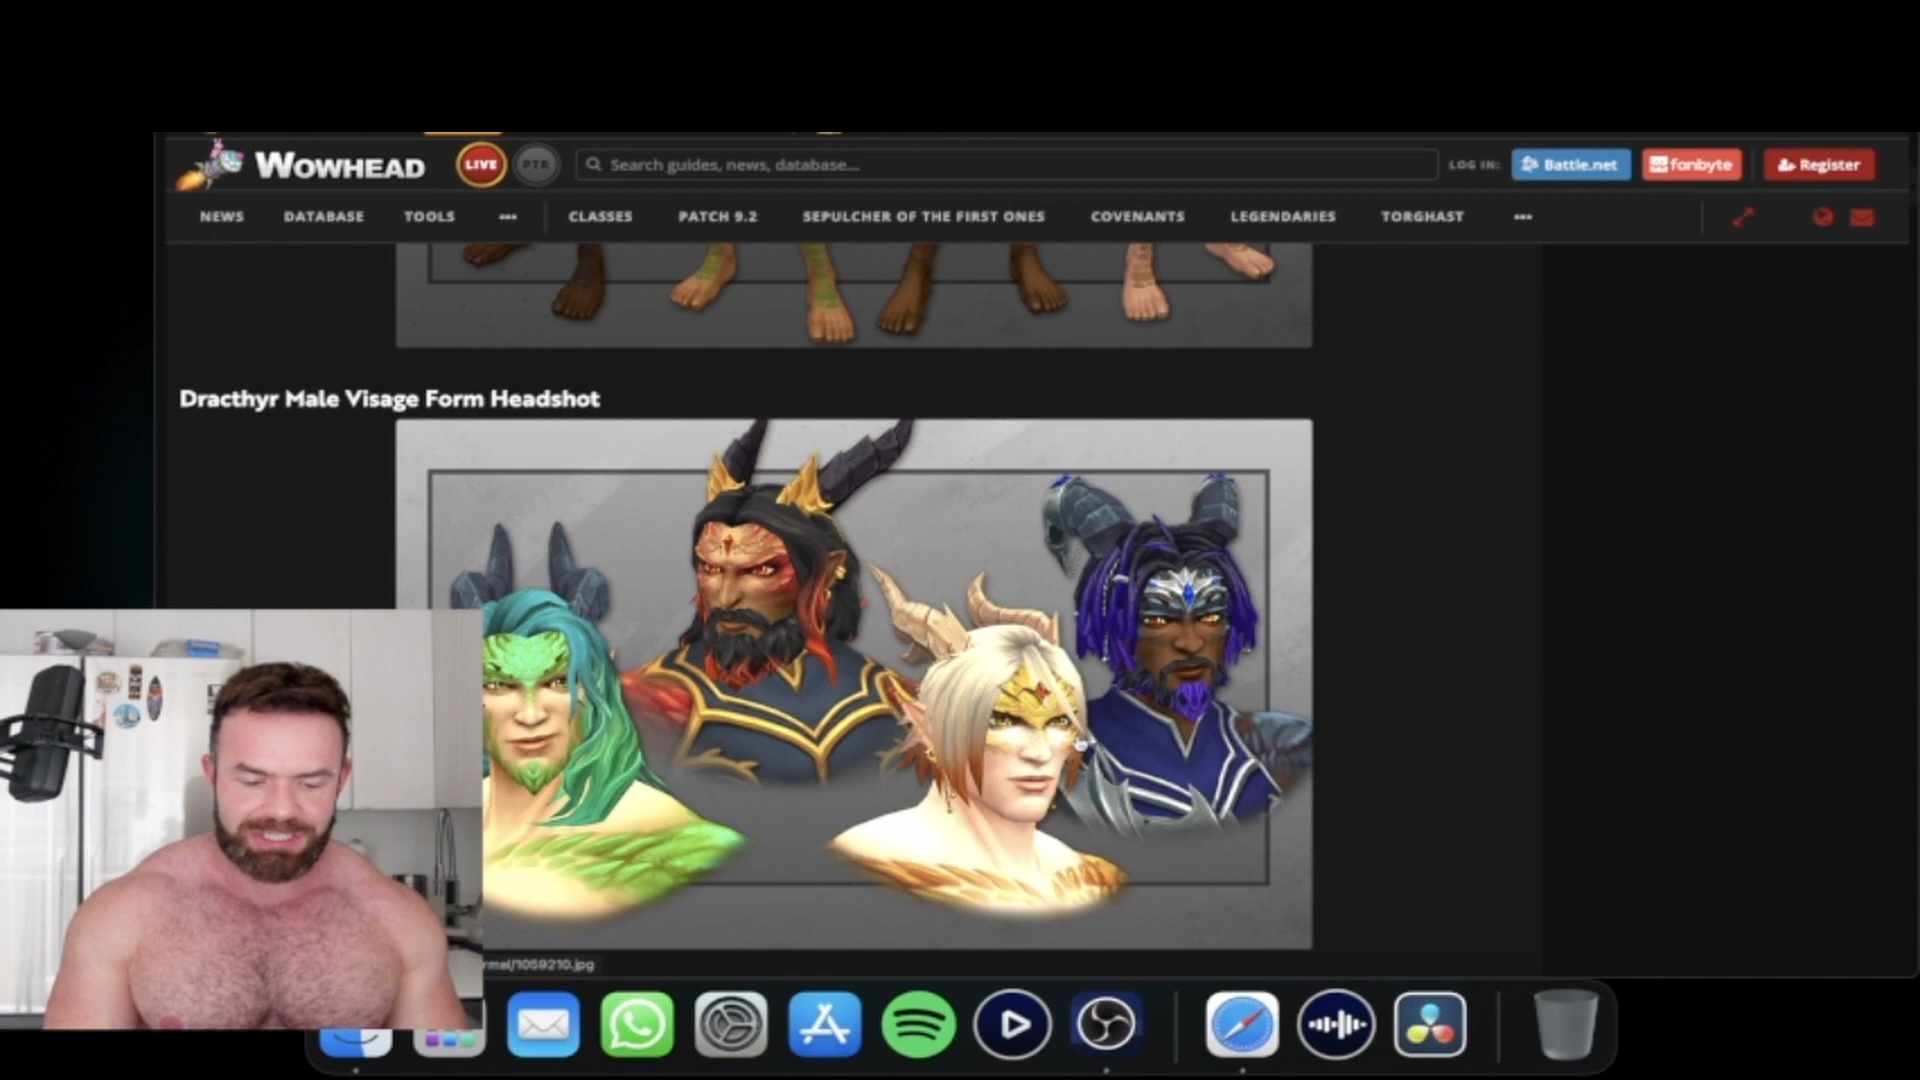 WOWHEAD
LIVE
PTR
Search guides, news, database...
LOG IN:
Battle.net
fanbyte
Register
NEWS
DATABASE
TOOLS
•••
CLASSES
PATCH 9.2
SEPULCHER OF THE FIRST ONES
COVENANTS
LEGENDARIES
TORGHAST
•••
Dracthyr Male Visage Form Headshot
rmal/1059210.jpg